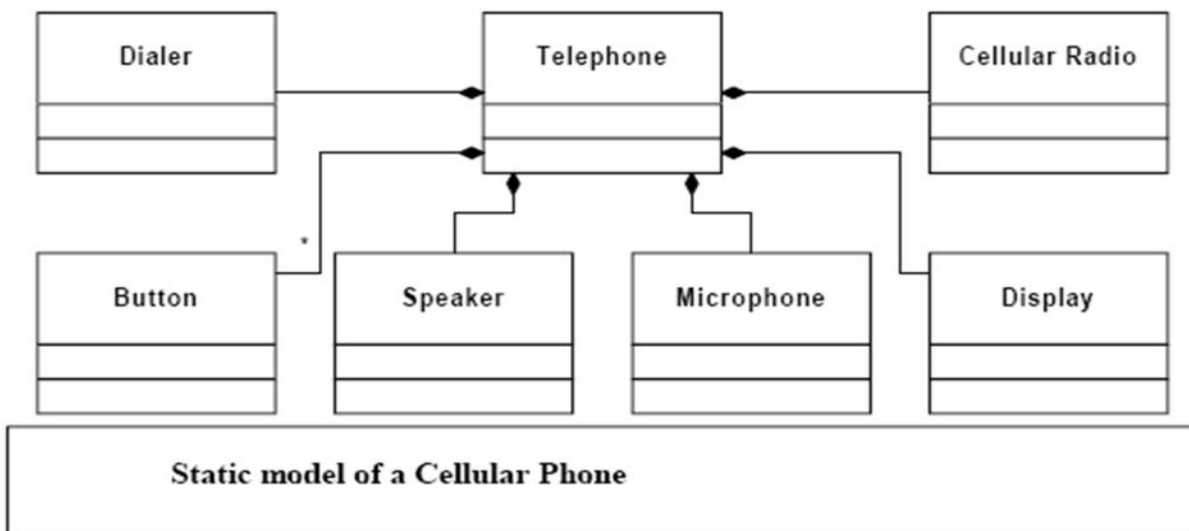 Dialer
Telephone
Cellular Radio
*
Button
Speaker
Microphone
Display
Static model of a Cellular Phone